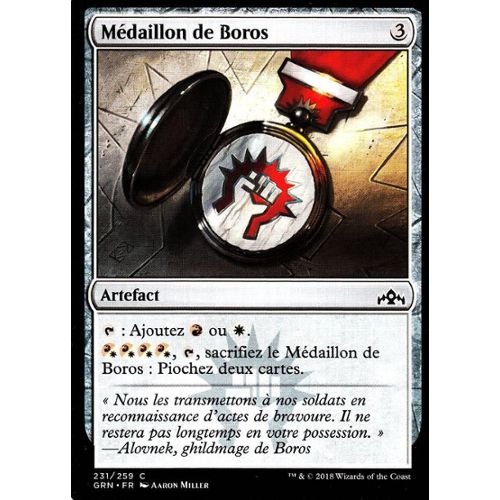 Médaillon de Boros 3
Artefact
: Ajoutez ou .
, , sacrifiez le Médaillon de
Boros : Piochez deux cartes.
« Nous les transmettons à nos soldats en
reconnaissance d'actes de bravoure. Il ne
restera pas longtemps en votre possession. »
—Alovnek, ghildmage de Boros
231/259 C
GRN • FR Aaron Miller
™ & © 2018 Wizards of the Coast